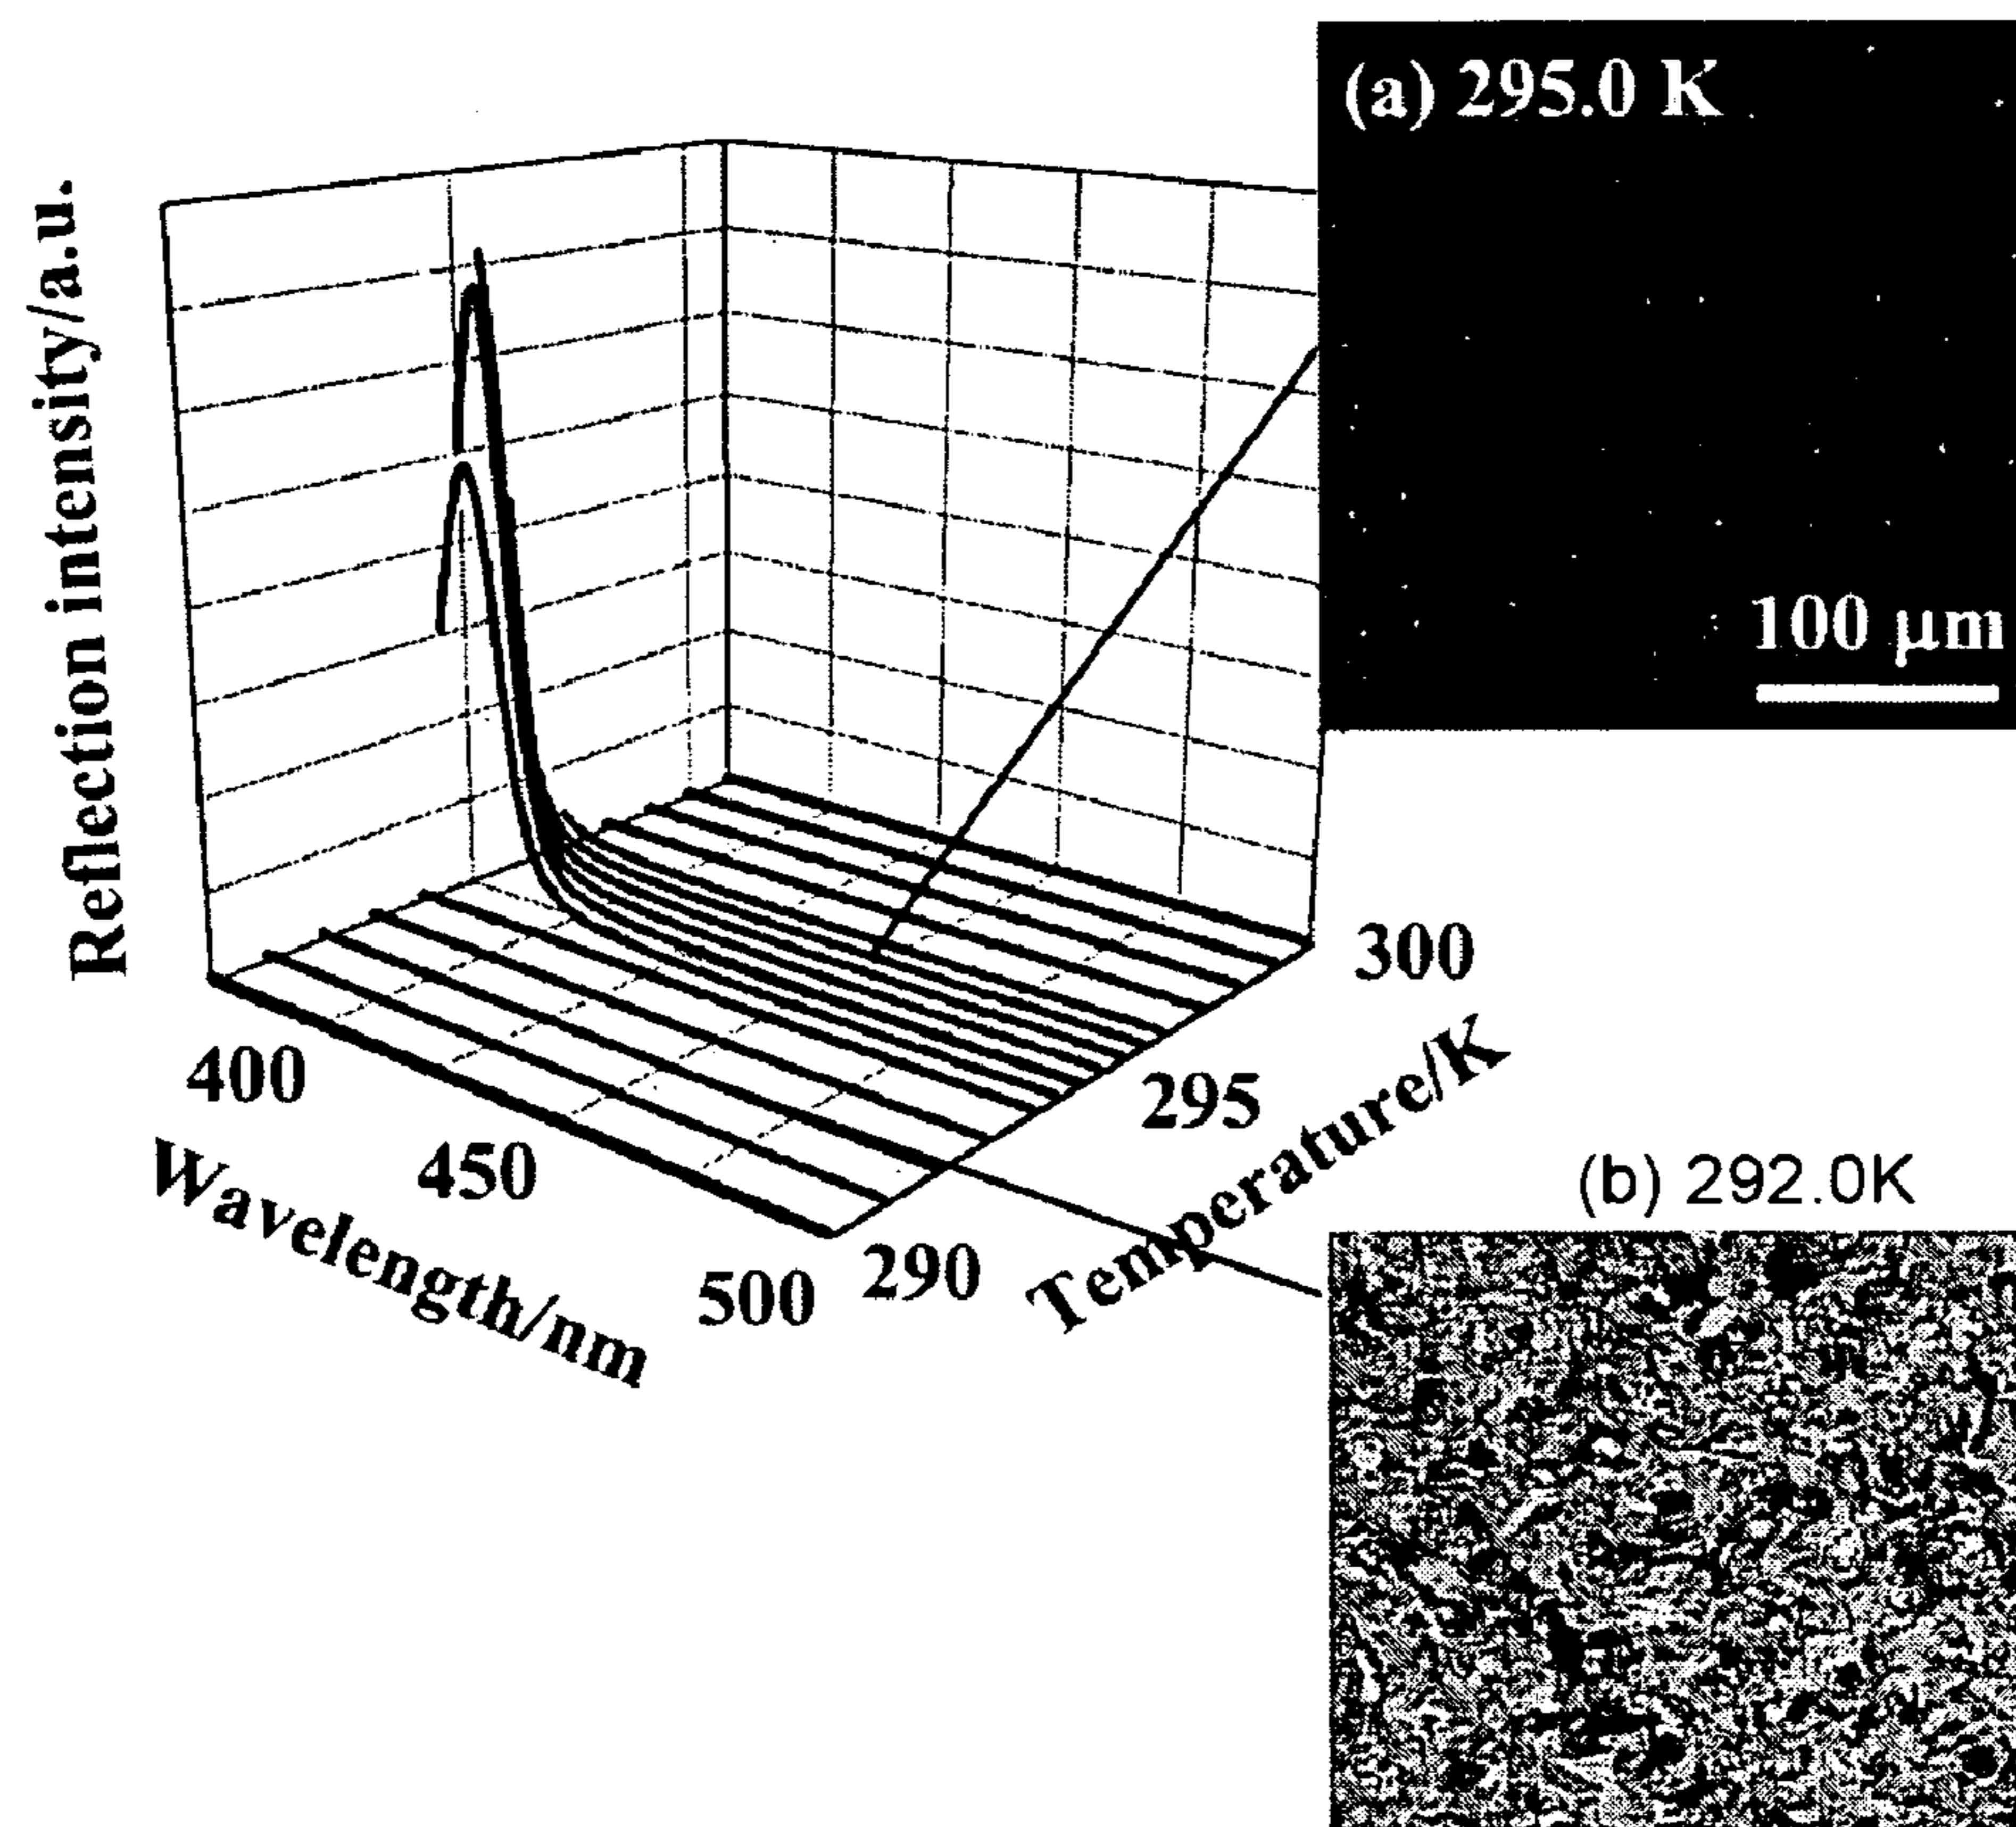 (a) 295.0 K
100 μm
Reflection intensity/a.u.
400
450
500
Wavelength/nm
290
295
300
Temperature/K
(b) 292.0K